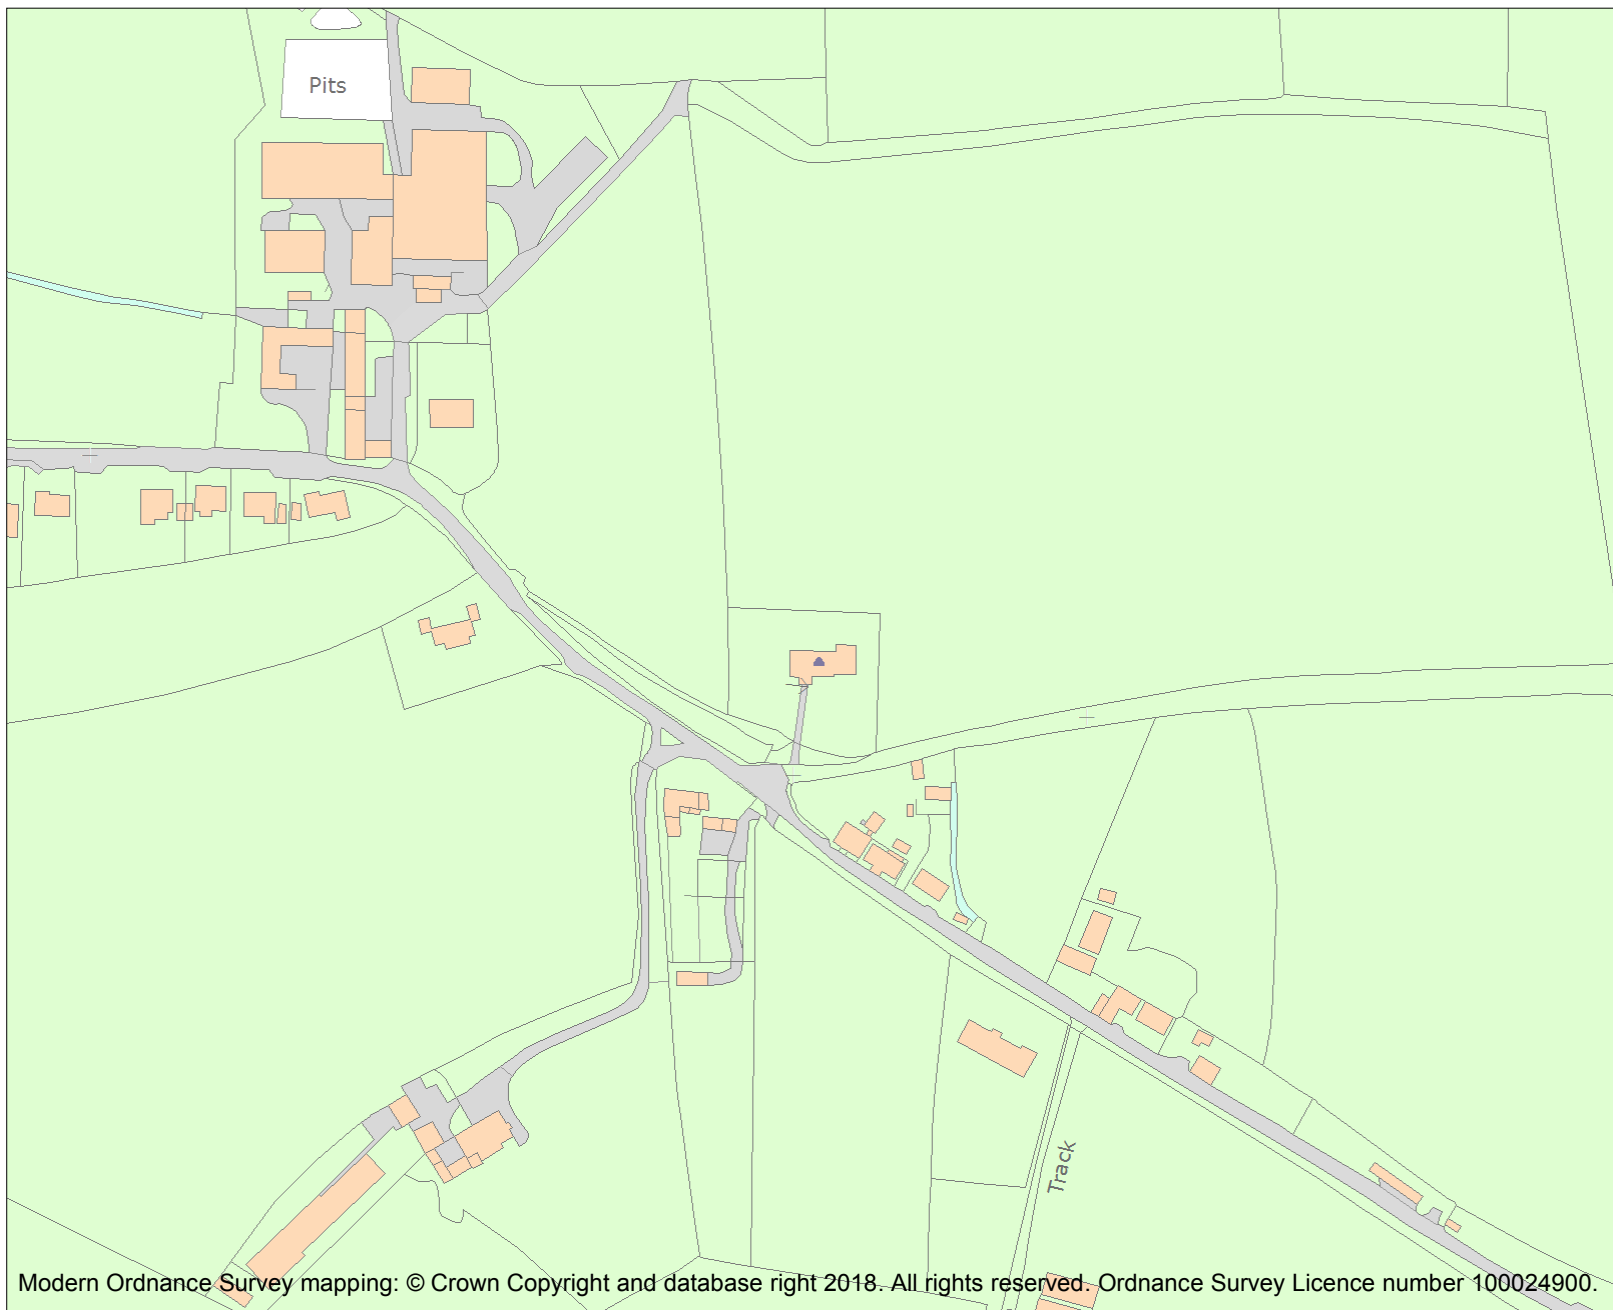 Pits
Track
Modern Ordnance Survey mapping: © Crown Copyright and database right 2018. All rights reserved. Ordnance Survey Licence number 100024900.